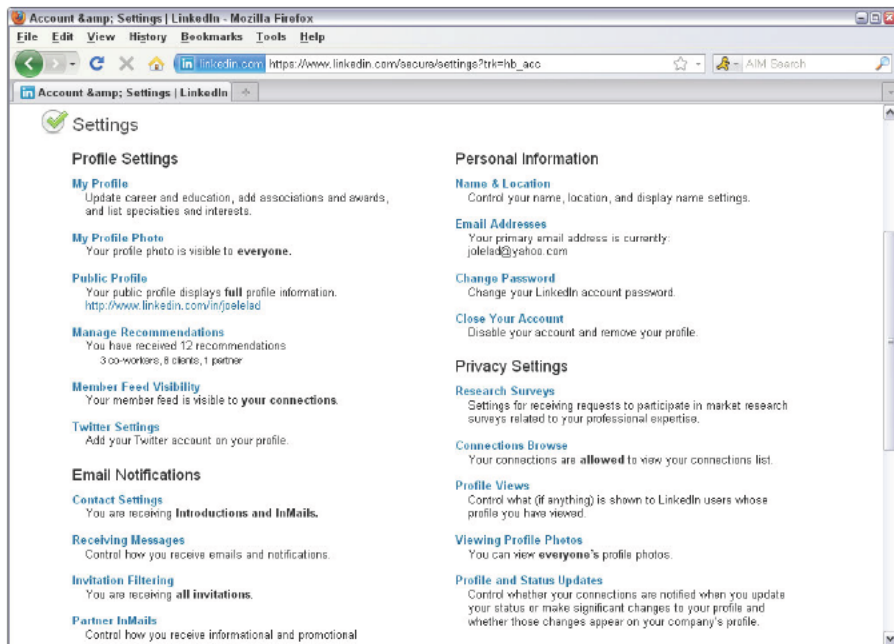 Account &amp; Settings | LinkedIn - Mozilla Firefox
File Edit View History Bookmarks Tools Help
in linkedin.com https://www.linkedin.com/secure/settings?trk=hb_acc
AIM Search
in Account &amp; Settings | LinkedIn
Settings
Profile Settings
My Profile
Update career and education, add associations and awards,
and list specialties and interests.
My Profile Photo
Your profile photo is visible to everyone.
Public Profile
Your public profile displays full profile information.
http://www.linkedin.com/in/joelelad
Manage Recommendations
You have received 12 recommendations
3 co-workers, 8 clients, 1 partner
Member Feed Visibility
Your member feed is visible to your connections.
Twitter Settings
Add your Twitter account on your profile.
Email Notifications
Contact Settings
You are receiving Introductions and InMails.
Receiving Messages
Control how you receive emails and notifications.
Invitation Filtering
You are receiving all invitations.
Partner InMails
Control how you receive informational and promotional
Personal Information
Name & Location
Control your name, location, and display name settings.
Email Addresses
Your primary email address is currently:
jolelad@yahoo.com
Change Password
Change your LinkedIn account password.
Close Your Account
Disable your account and remove your profile.
Privacy Settings
Research Surveys
Settings for receiving requests to participate in market research
surveys related to your professional expertise.
Connections Browse
Your connections are allowed to view your connections list.
Profile Views
Control what (if anything) is shown to LinkedIn users whose
profile you have viewed.
Viewing Profile Photos
You can view everyone's profile photos.
Profile and Status Updates
Control whether your connections are notified when you update
your status or make significant changes to your profile and
whether those changes appear on your company's profile.